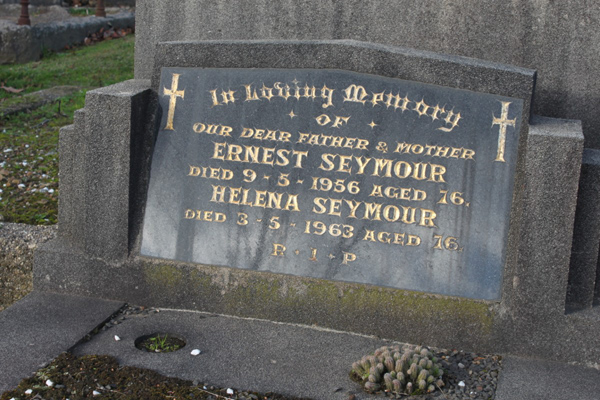 In Loving Memory
OF
OUR DEAR FATHER & MOTHER
ERNEST SEYMOUR
DIED 9-5-1956 AGED 76.
HELENA SEYMOUR
DIED 3-5-1963 AGED 76.
R·I·P